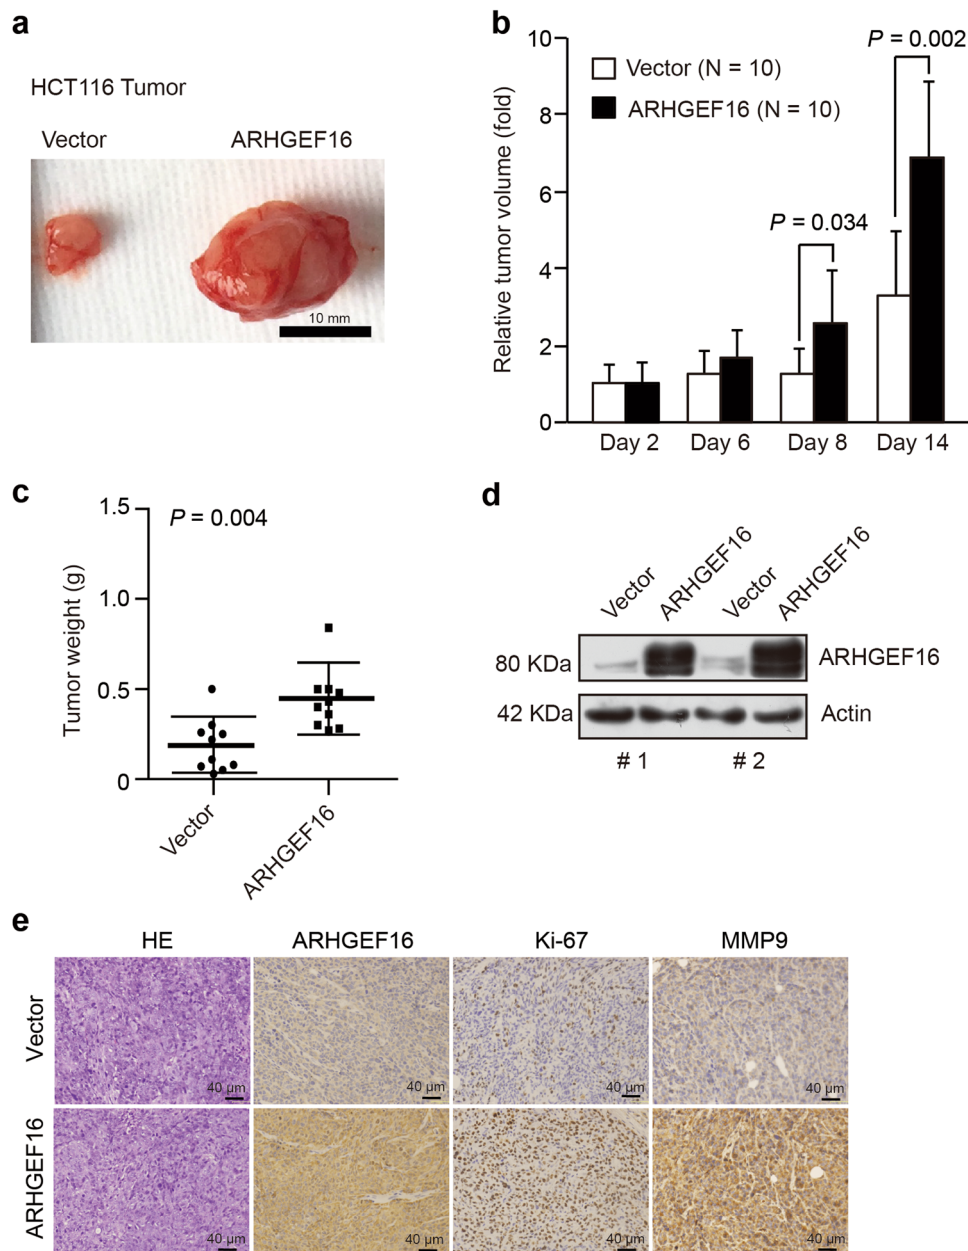 a
HCT116 Tumor
Vector ARHGEF16
10 mm
b
Relative tumor volume (fold)
10
8
6
4
2
0
Vector (N = 10)
ARHGEF16 (N = 10)
P = 0.034
P = 0.002
Day 2 Day 6 Day 8 Day 14
c
Tumor weight (g)
1.5
1.0
0.5
0
P = 0.004
Vector
ARHGEF16
d
Vector
ARHGEF16
Vector
ARHGEF16
80 KDa ARHGEF16
42 KDa Actin
# 1 # 2
e
HE ARHGEF16 Ki-67 MMP9
Vector
40 µm 40 µm 40 µm 40 µm
ARHGEF16
40 µm 40 µm 40 µm 40 µm